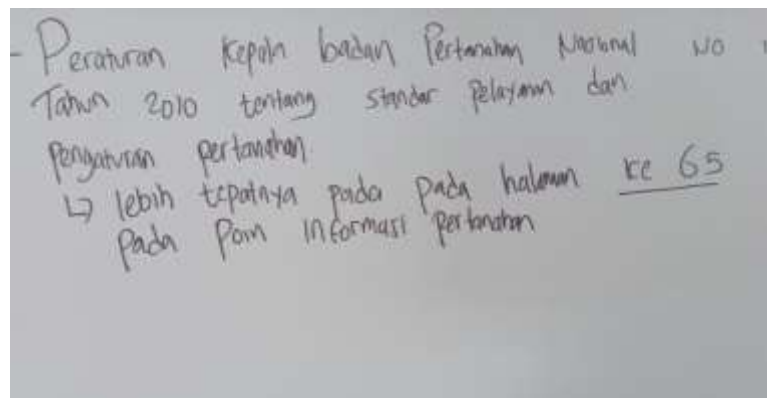 - Peraturan Kepala badan Pertanahan Nasional NO
Tahun 2010 tentang standar Pelayanan dan
Pengaturan pertanahan
↳ lebih tepatnya pada pada halaman ke 65
pada Poin informasi pertanahan